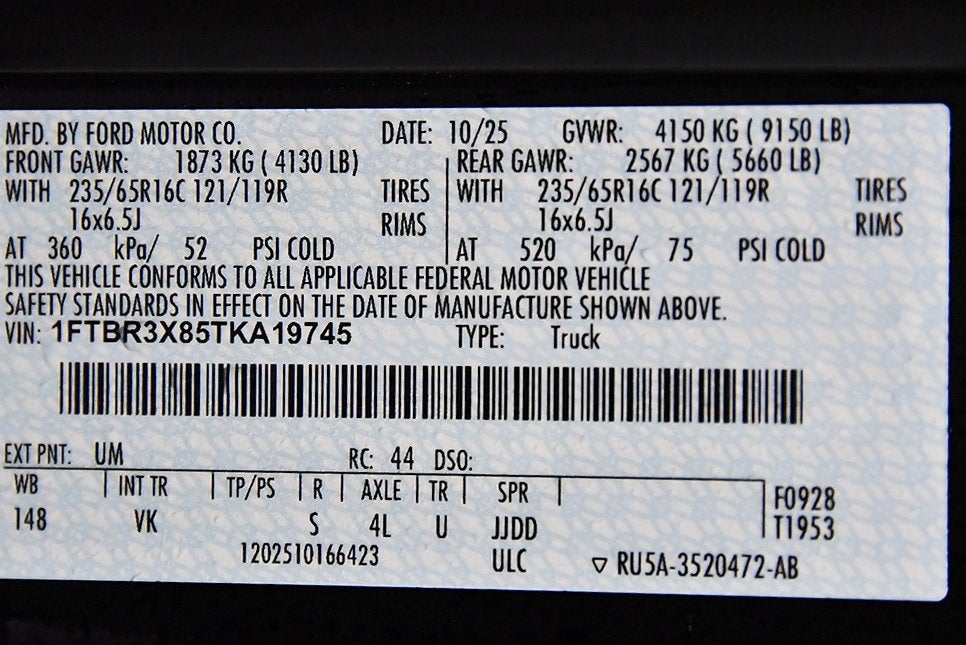 MFD. BY FORD MOTOR CO. DATE: 10/25 GVWR: 4150 KG ( 9150 LB)
FRONT GAWR: 1873 KG ( 4130 LB) REAR GAWR: 2567 KG ( 5660 LB)
WITH 235/65R16C 121/119R TIRES WITH 235/65R16C 121/119R TIRES
16x6.5J RIMS 16x6.5J RIMS
AT 360 kPa/ 52 PSI COLD AT 520 kPa/ 75 PSI COLD
THIS VEHICLE CONFORMS TO ALL APPLICABLE FEDERAL MOTOR VEHICLE
SAFETY STANDARDS IN EFFECT ON THE DATE OF MANUFACTURE SHOWN ABOVE.
VIN: 1FTBR3X85TKA19745 TYPE: Truck
EXT PNT: UM RC: 44 DSO:
WB INT TR TP/PS R AXLE TR SPR F0928
148 VK S 4L U JJDD T1953
1202510166423 ULC ▽ RU5A-3520472-AB